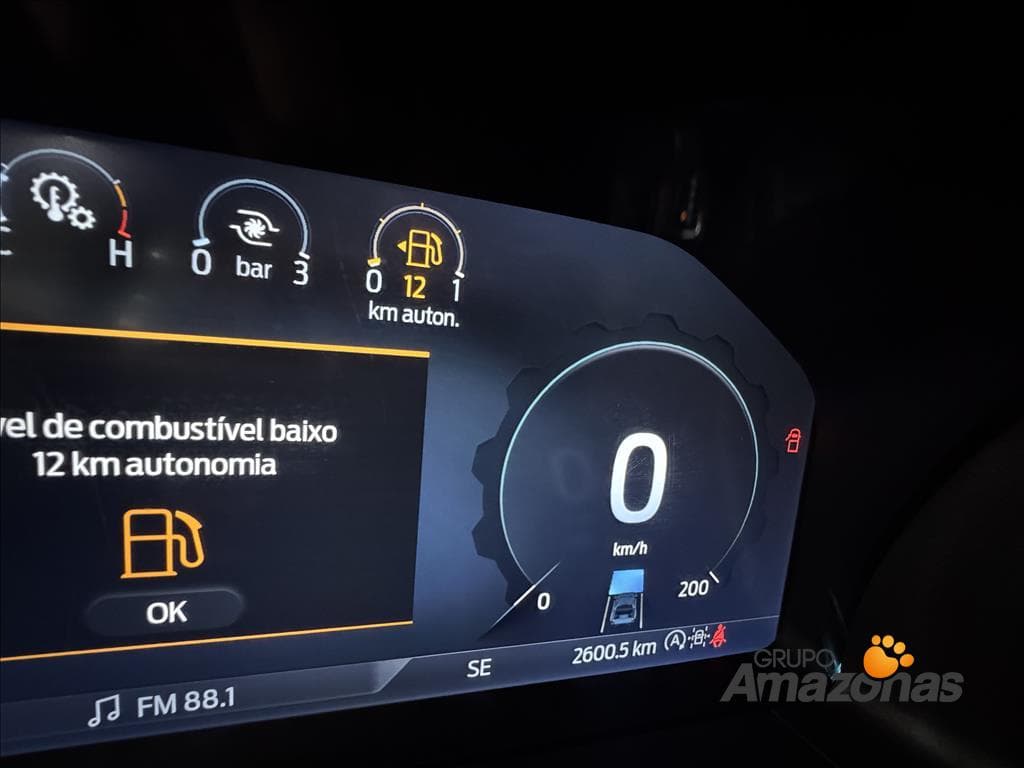 H
0 bar 3
0 12 1
km auton.
de combustível baixo
12 km autonomia
OK
0
km/h
0 200
FM 88.1
SE
2600.5 km
A
GRUPO
Amazonas